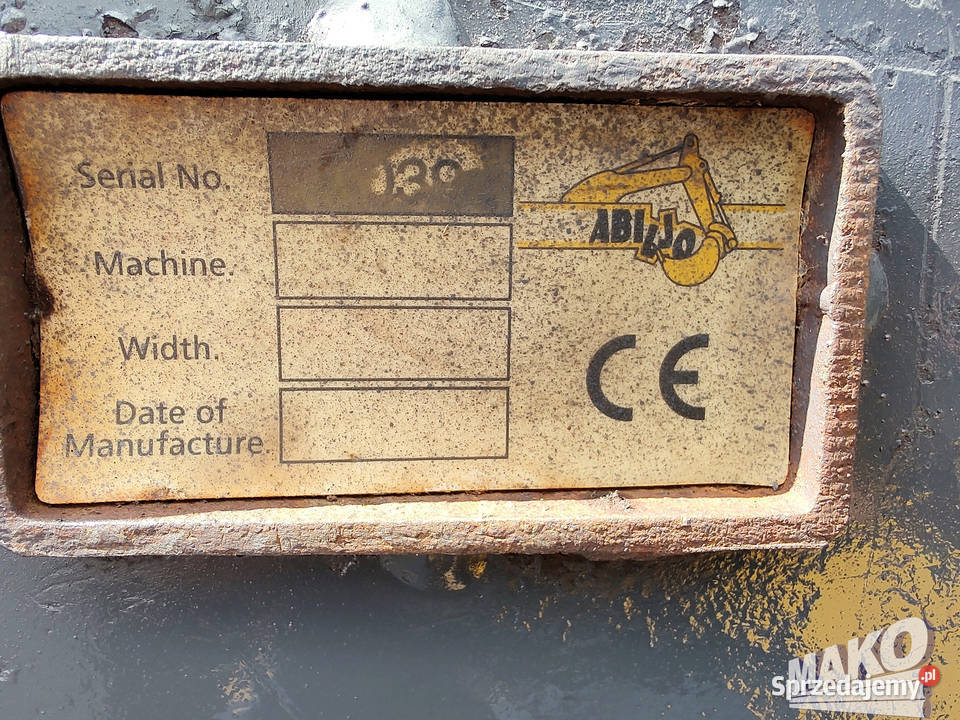 Serial No.
Machine.
Width.
Date of
Manufacture.
ABILJO
CE
MAKO
Sprzedajemy.pl